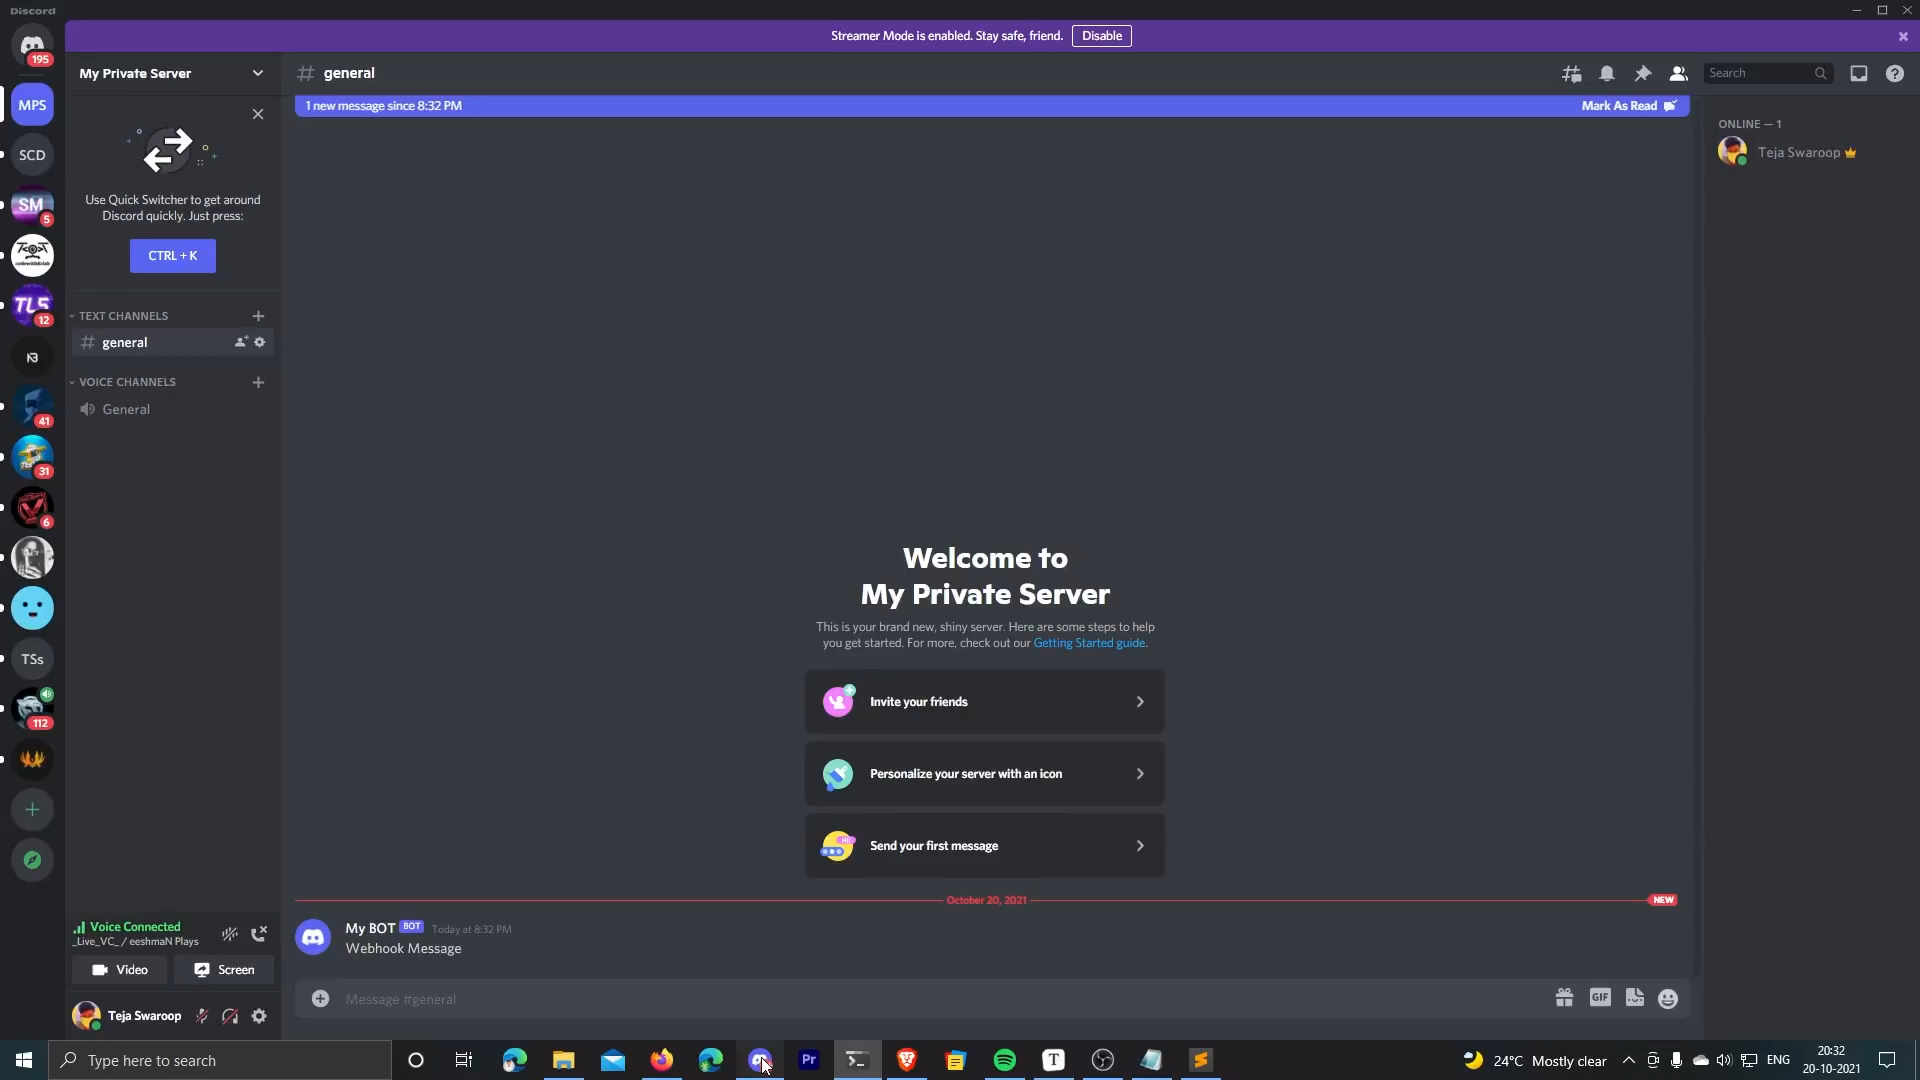 Discord
Streamer Mode is enabled. Stay safe, friend. Disable
195
My Private Server
# general
Search
1 new message since 8:32 PM
Mark As Read
MPS
ONLINE — 1
Teja Swaroop
SCD
Use Quick Switcher to get around
Discord quickly. Just press:
SM
5
CTRL + K
TLS
12
TEXT CHANNELS
# general
VOICE CHANNELS
General
41
31
6
Welcome to
My Private Server
This is your brand new, shiny server. Here are some steps to help
you get started. For more, check out our Getting Started guide.
TSs
112
Invite your friends
Personalize your server with an icon
Send your first message
October 20, 2021
NEW
My BOT BOT Today at 8:32 PM
Webhook Message
Voice Connected
_Live_VC_ / eeshmaN Plays
Video
Screen
Message #general
GIF
Teja Swaroop
Type here to search
Pr
T
24°C Mostly clear
ENG
20:32
20-10-2021